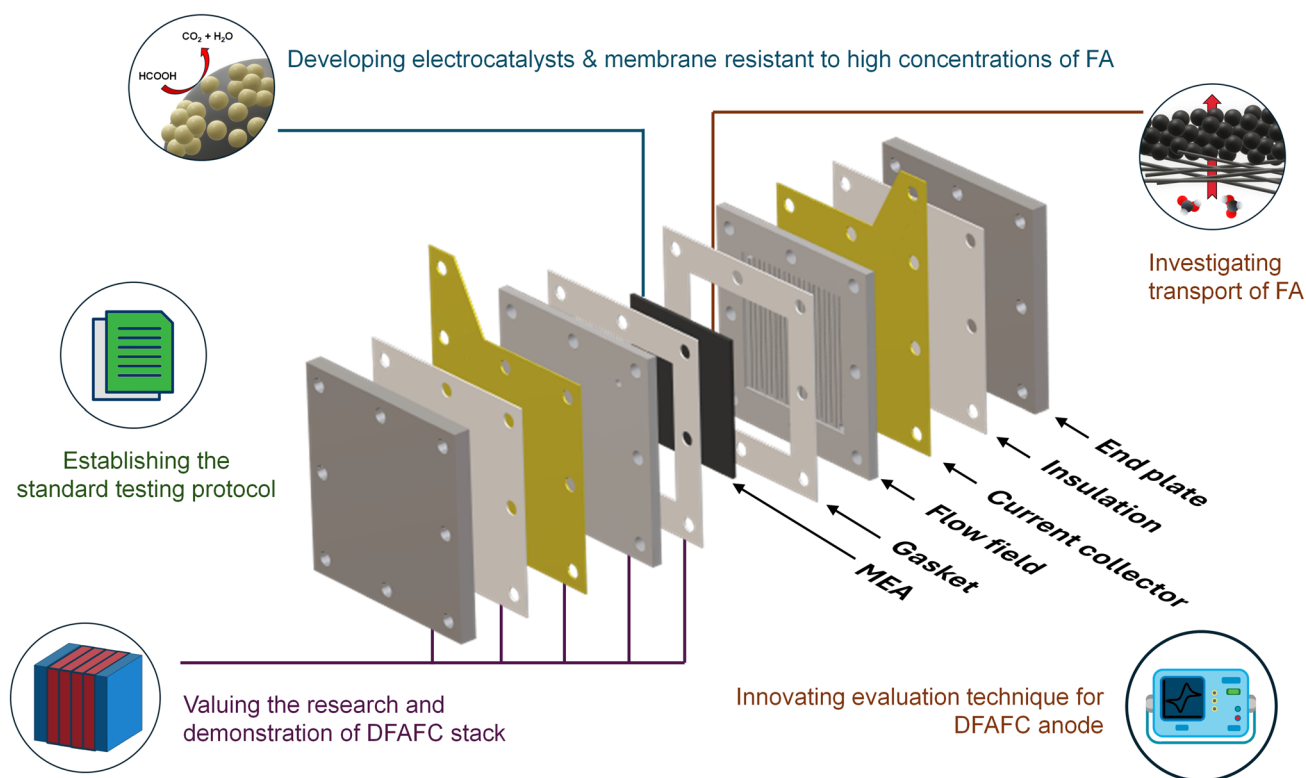 CO₂ + H₂O
HCOOH
Developing electrocatalysts & membrane resistant to high concentrations of FA
Investigating
transport of FA
Establishing the
standard testing protocol
End plate
Insulation
Current collector
Flow field
Gasket
MEA
Valuing the research and
demonstration of DFAFC stack
Innovating evaluation technique for
DFAFC anode